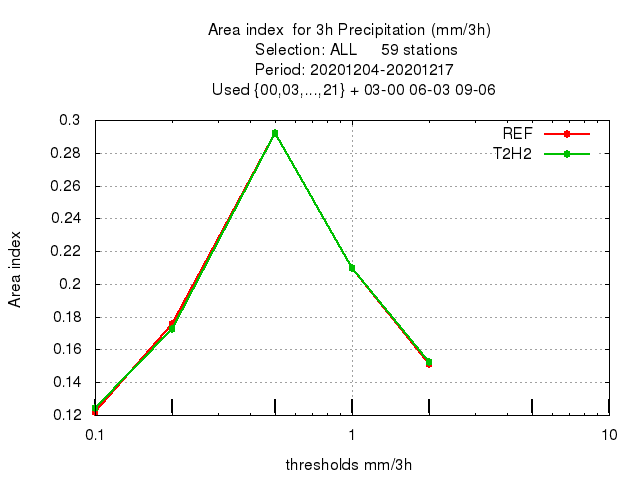 Area index  for 3h Precipitation (mm/3h)
Selection: ALL     59 stations
Period: 20201204-20201217
Used {00,03,...,21} + 03-00 06-03 09-06
REF
T2H2
0.3
0.28
0.26
0.24
0.22
0.2
0.18
0.16
0.14
0.12
Area index
0.1 1 10
thresholds mm/3h